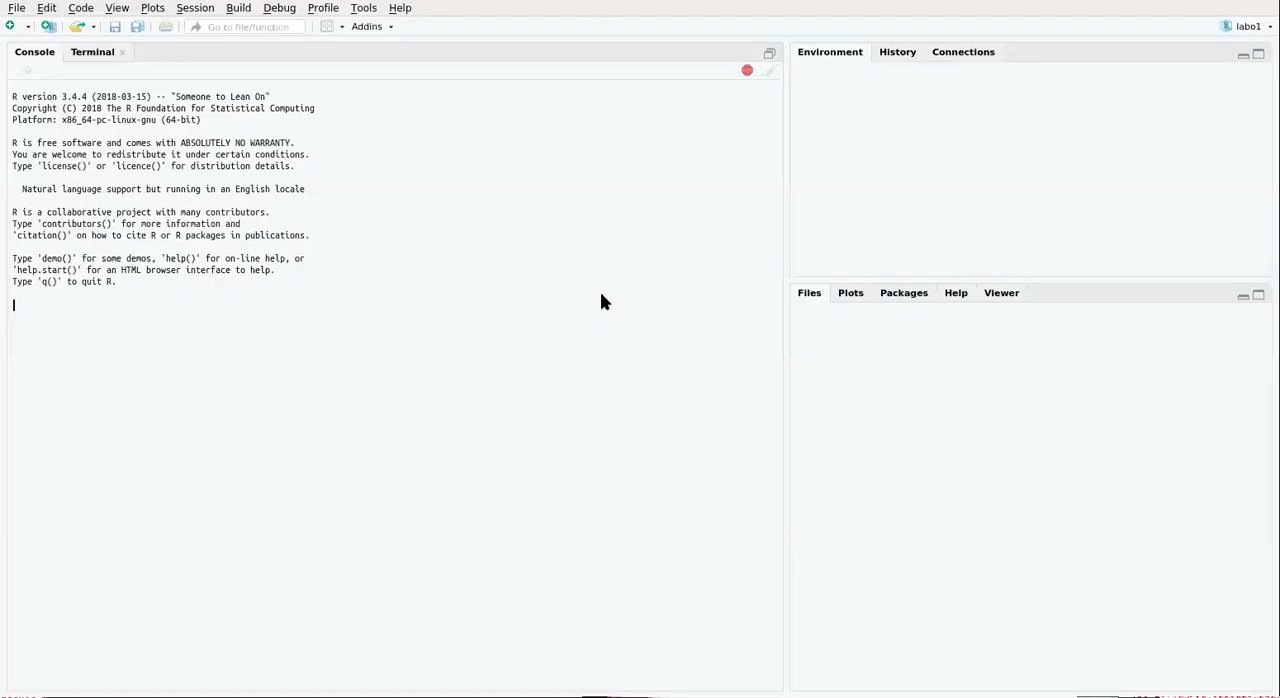 File Edit Code View Plots Session Build Debug Profile Tools Help
Go to file/function Addins labo1
Console Terminal
Environment History Connections
R version 3.4.4 (2018-03-15) -- "Someone to Lean On"
Copyright (C) 2018 The R Foundation for Statistical Computing
Platform: x86_64-pc-linux-gnu (64-bit)
R is free software and comes with ABSOLUTELY NO WARRANTY.
You are welcome to redistribute it under certain conditions.
Type 'license()' or 'licence()' for distribution details.
Natural language support but running in an English locale
R is a collaborative project with many contributors.
Type 'contributors()' for more information and
'citation()' on how to cite R or R packages in publications.
Type 'demo()' for some demos, 'help()' for on-line help, or
'help.start()' for an HTML browser interface to help.
Type 'q()' to quit R.
Files Plots Packages Help Viewer